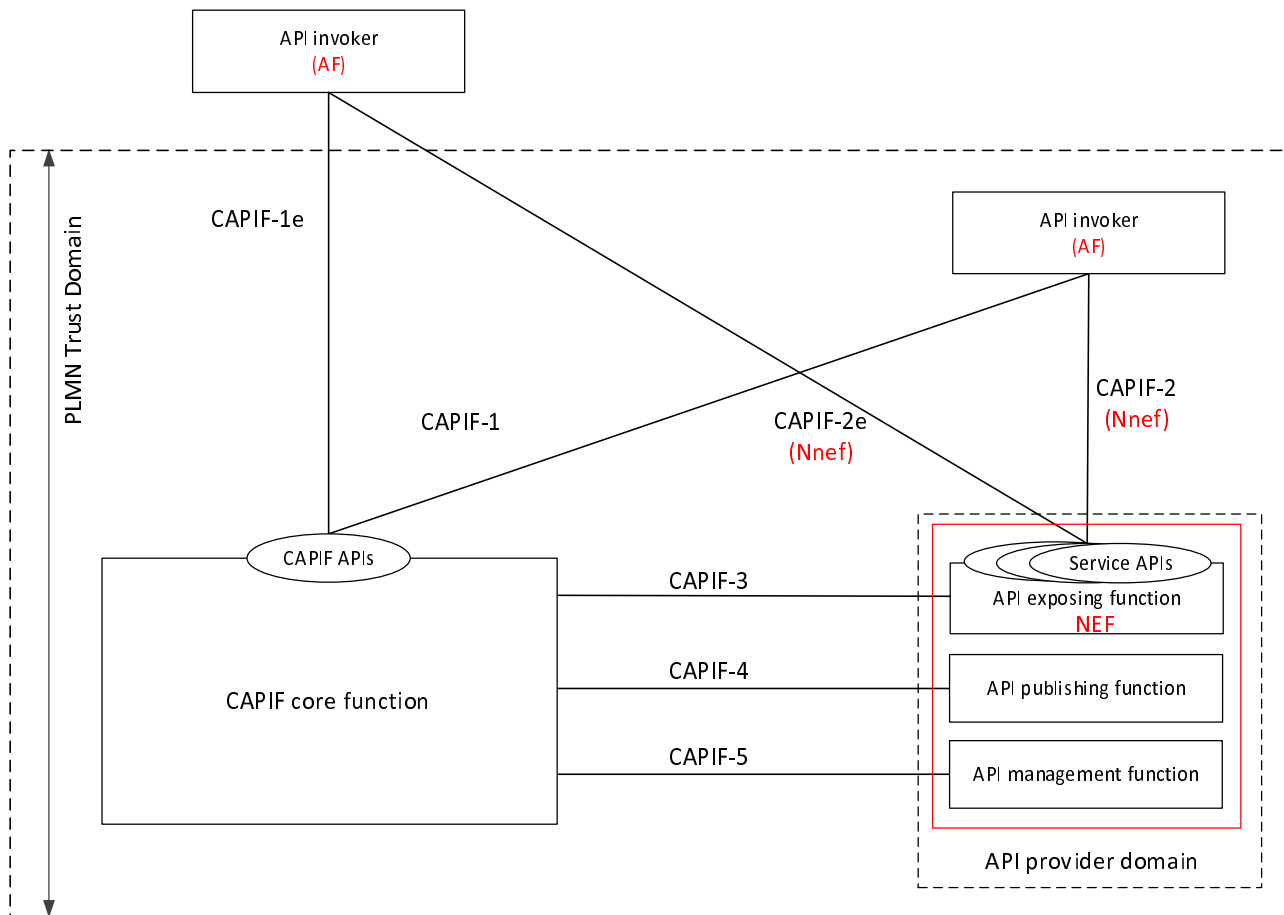 API invoker
(AF)
CAPIF-1e
PLMN Trust Domain
API invoker
(AF)
CAPIF-1
CAPIF-2e
(Nnef)
CAPIF-2
(Nnef)
CAPIF APIs
Service APIs
CAPIF-3
API exposing function
NEF
CAPIF core function
CAPIF-4
API publishing function
CAPIF-5
API management function
API provider domain